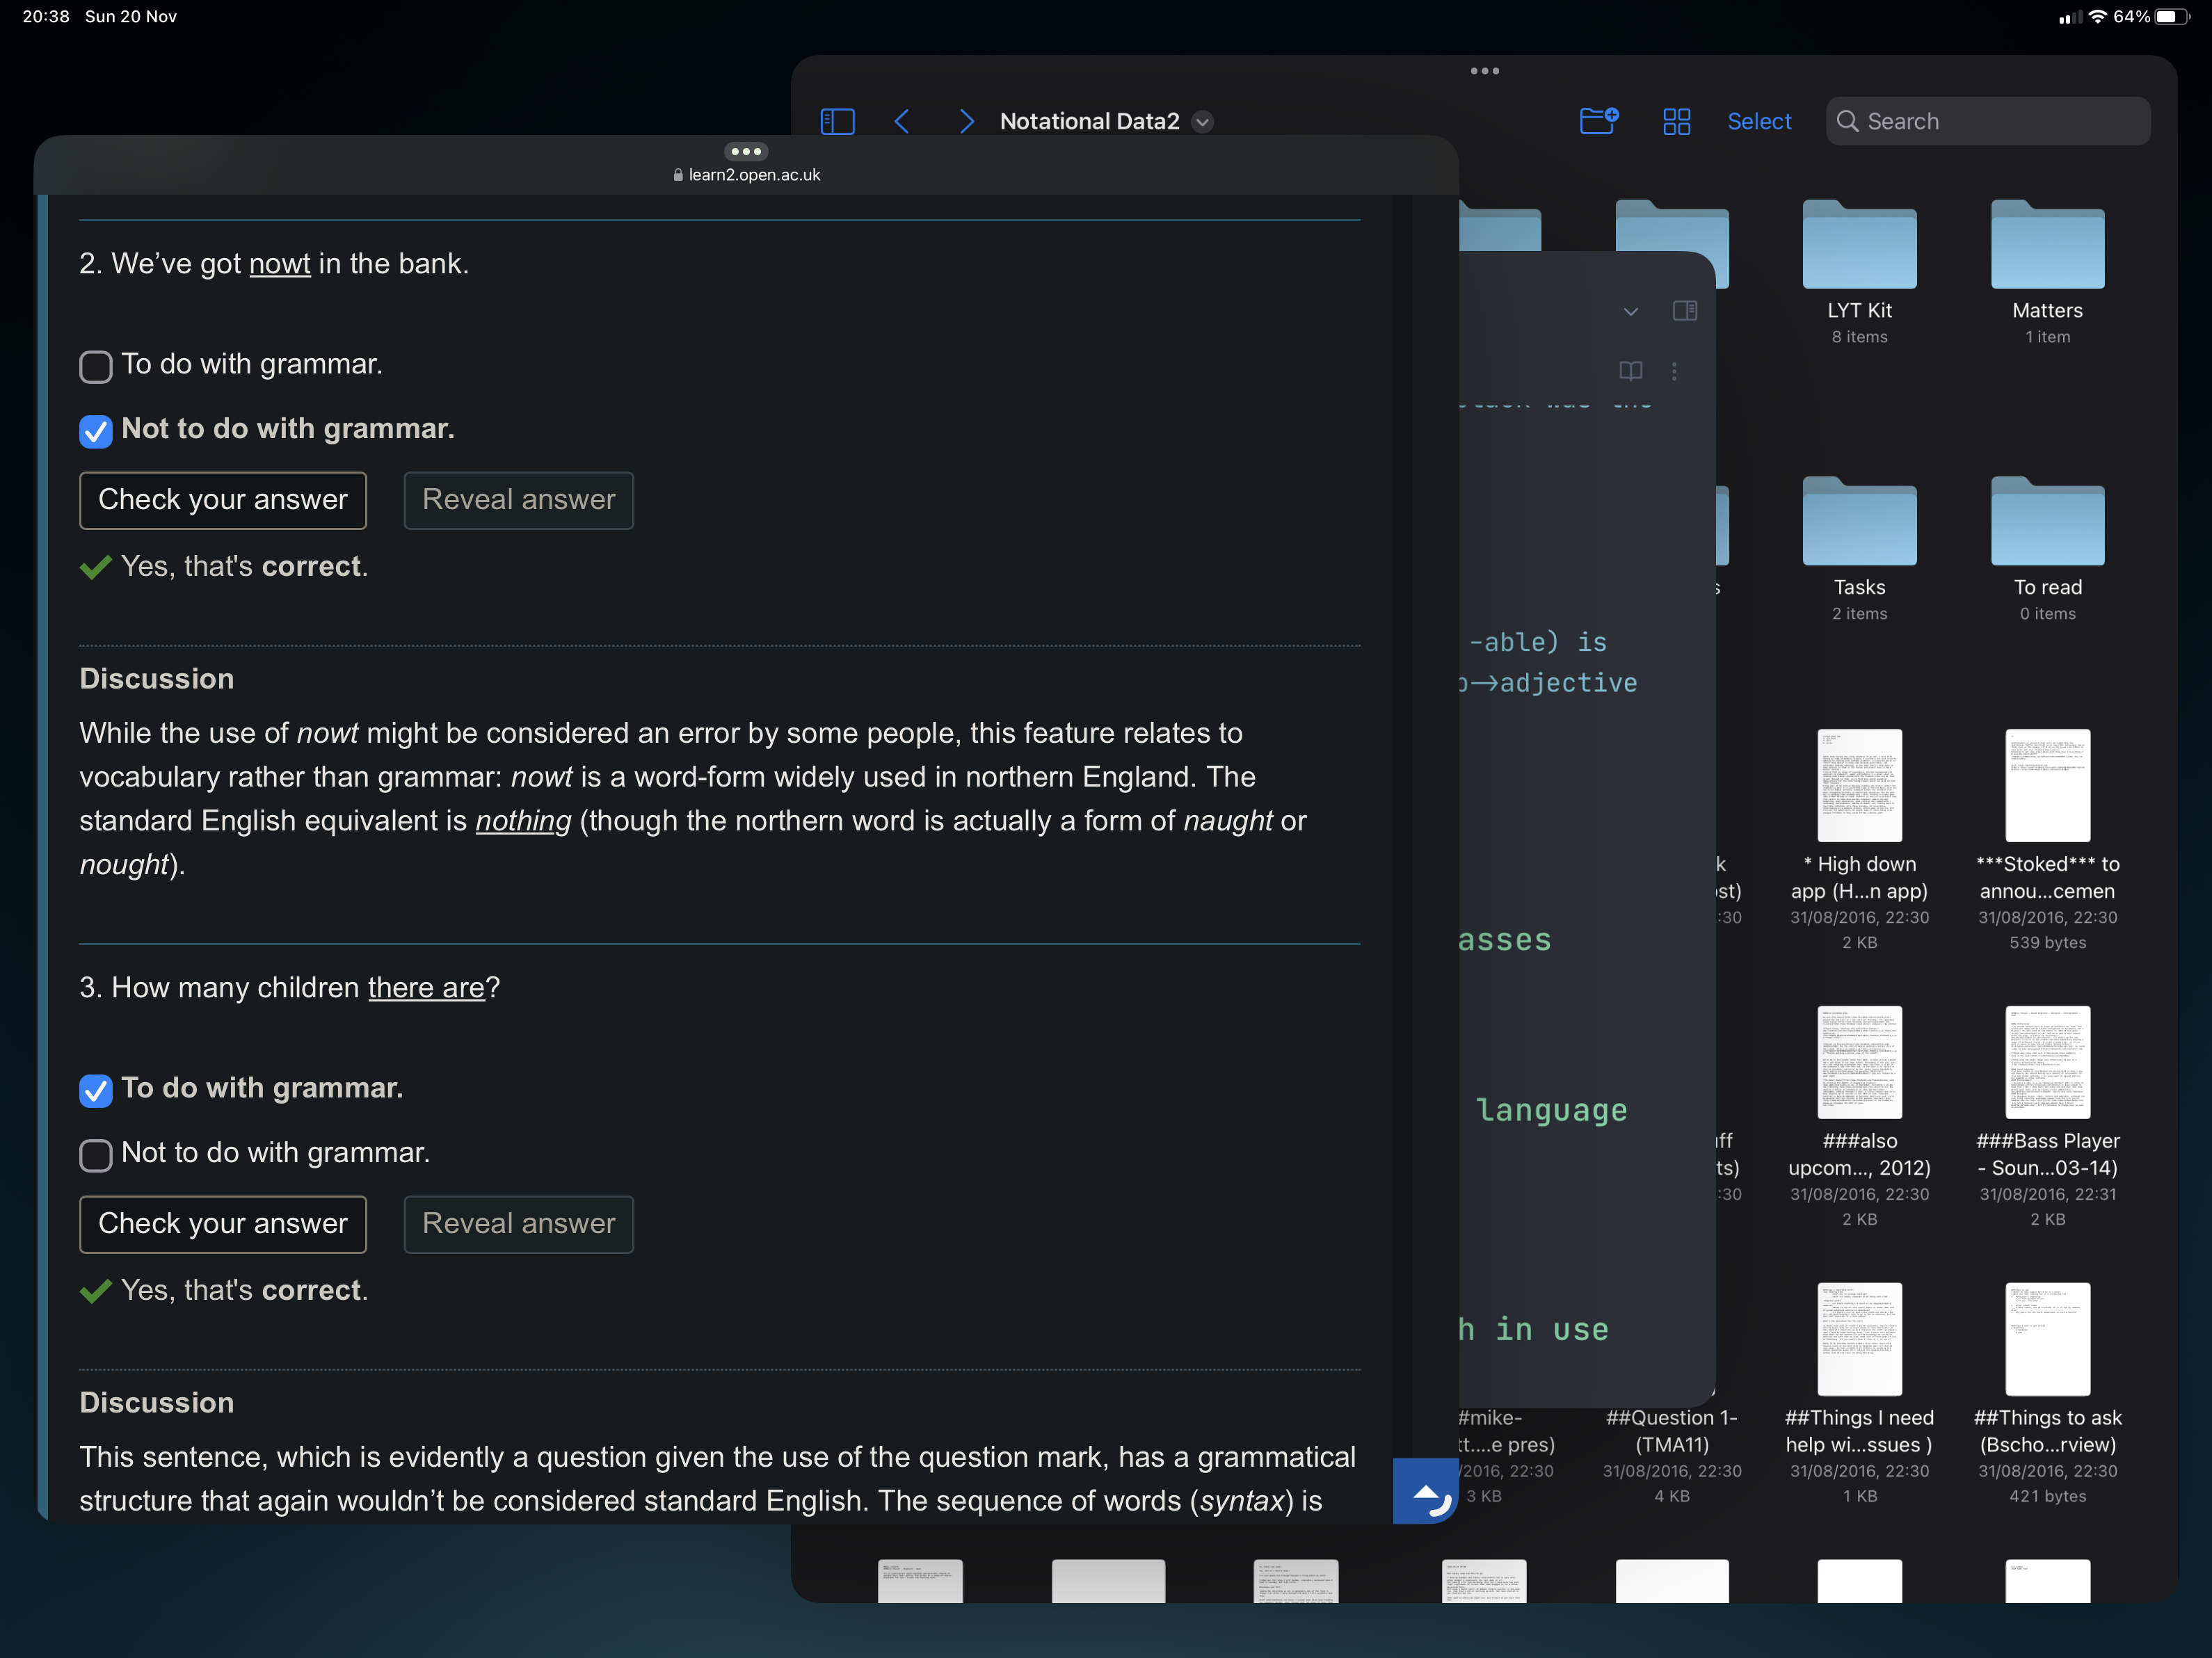 20:38 Sun 20 Nov
64%
Notational Data2
Select
Search
learn2.open.ac.uk
2. We’ve got nowt in the bank.
To do with grammar.
Not to do with grammar.
Check your answer
Reveal answer
Yes, that's correct.
Discussion
While the use of nowt might be considered an error by some people, this feature relates to
vocabulary rather than grammar: nowt is a word-form widely used in northern England. The
standard English equivalent is nothing (though the northern word is actually a form of naught or
nought).
3. How many children there are?
To do with grammar.
Not to do with grammar.
Check your answer
Reveal answer
Yes, that's correct.
Discussion
This sentence, which is evidently a question given the use of the question mark, has a grammatical
structure that again wouldn’t be considered standard English. The sequence of words (syntax) is
-able) is
→adjective
asses
language
h in use
LYT Kit
8 items
Matters
1 item
s
Tasks
2 items
To read
0 items
k
ost)
:30
* High down
app (H...n app)
31/08/2016, 22:30
2 KB
***Stoked*** to
annou...cemen
31/08/2016, 22:30
539 bytes
uff
ts)
:30
###also
upcom..., 2012)
31/08/2016, 22:30
2 KB
###Bass Player
- Soun...03-14)
31/08/2016, 22:31
2 KB
#mike-
tt....e pres)
/2016, 22:30
3 KB
##Question 1-
(TMA11)
31/08/2016, 22:30
4 KB
##Things I need
help wi...ssues )
31/08/2016, 22:30
1 KB
##Things to ask
(Bscho...rview)
31/08/2016, 22:30
421 bytes